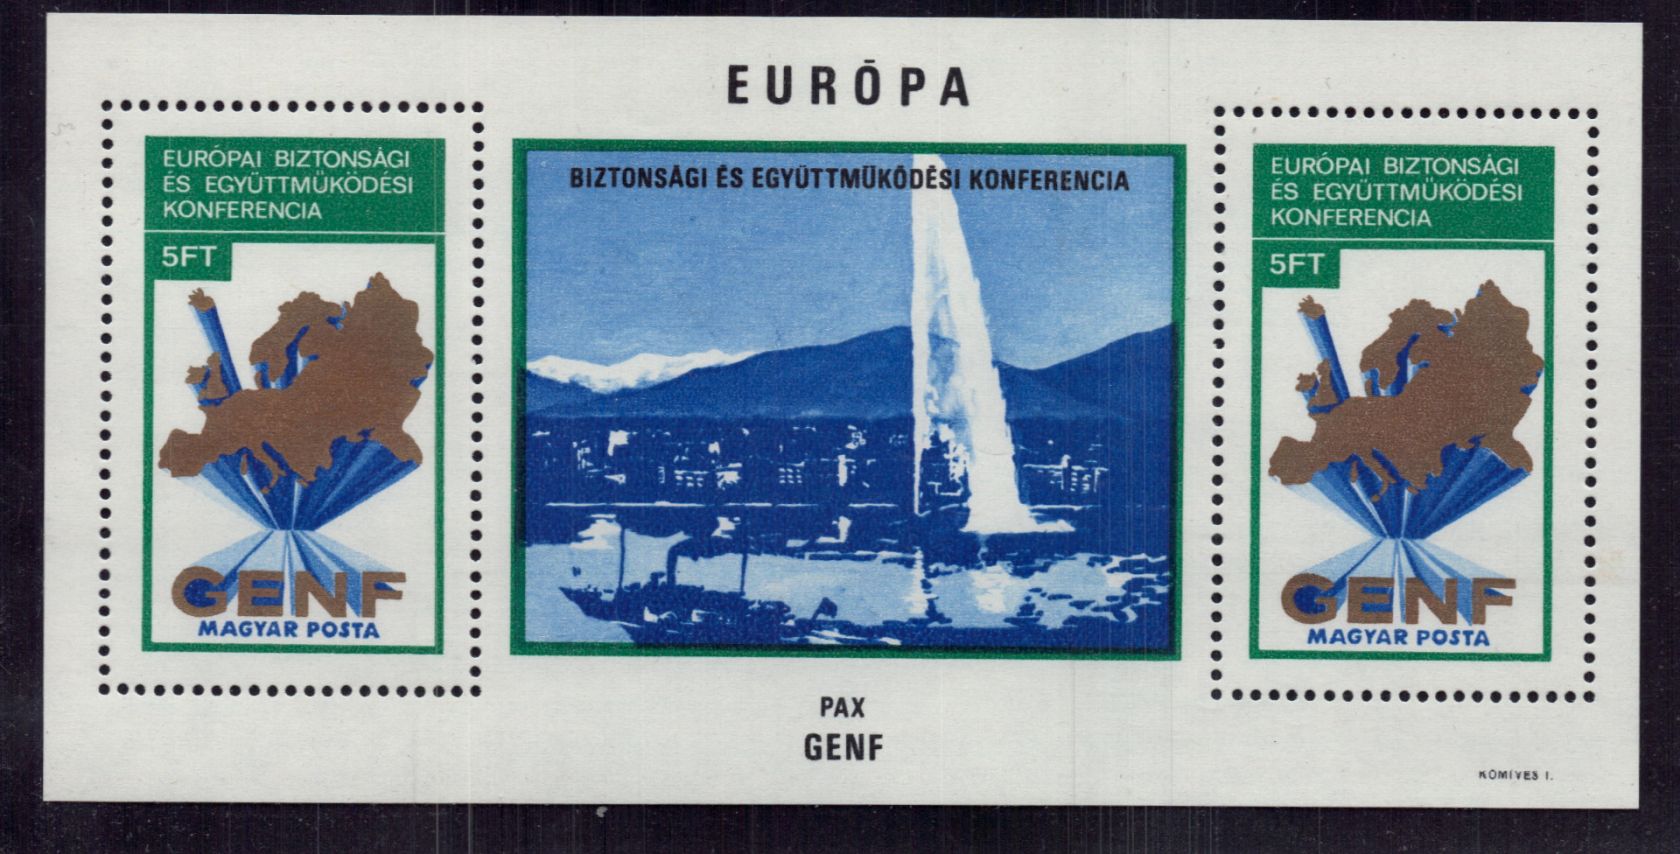 EURÓPA
EURÓPAI BIZTONSÁGI
ÉS EGYÜTTMŰKÖDÉSI
KONFERENCIA
5FT
GENF
MAGYAR POSTA
BIZTONSÁGI ÉS EGYÜTTMŰKÖDÉSI KONFERENCIA
EURÓPAI BIZTONSÁGI
ÉS EGYÜTTMŰKÖDÉSI
KONFERENCIA
5FT
GENF
MAGYAR POSTA
PAX
GENF
KÖMÍVES I.